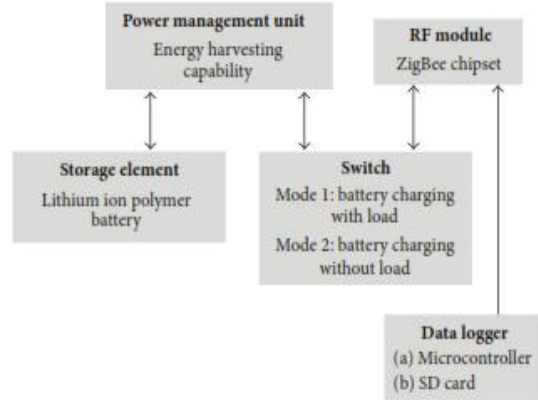 Power management unit
Energy harvesting
capability
RF module
ZigBee chipset
Storage element
Lithium ion polymer
battery
Switch
Mode 1: battery charging
with load
Mode 2: battery charging
without load
Data logger
(a) Microcontroller
(b) SD card